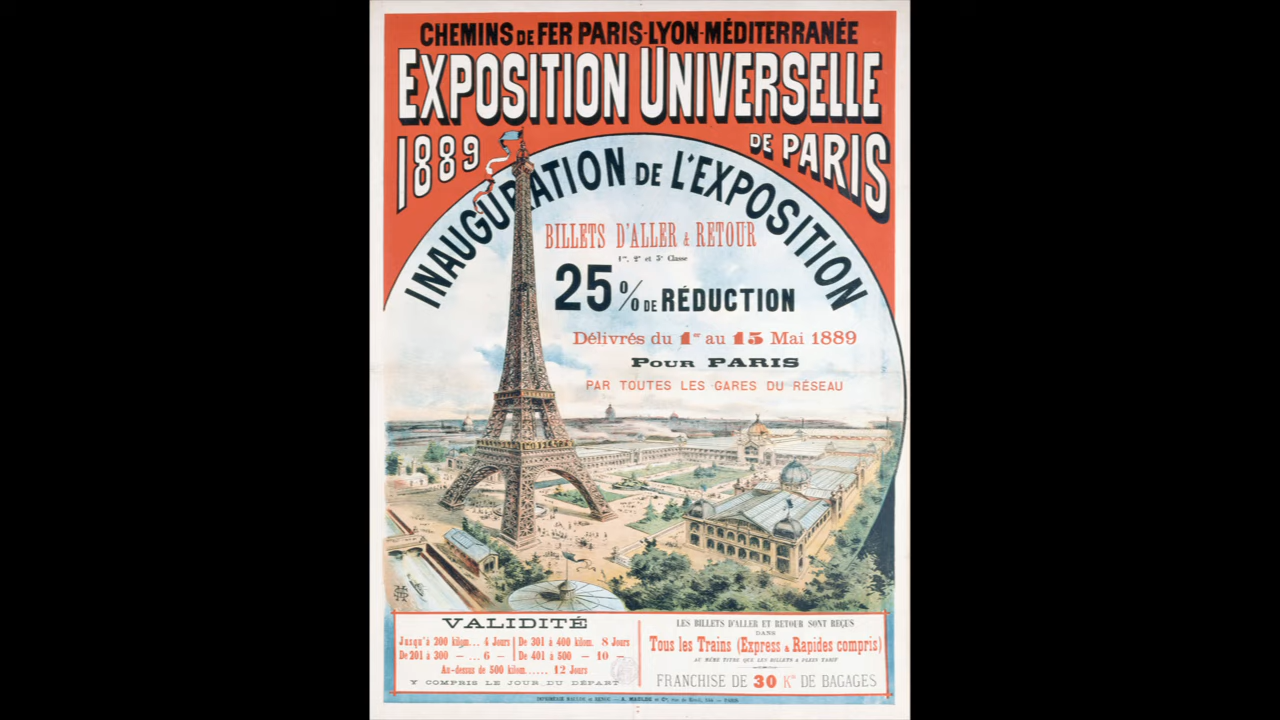 CHEMINS DE FER PARIS-LYON-MÉDITERRANÉE
EXPOSITION UNIVERSELLE
1889 DE PARIS
INAUGURATION DE L'EXPOSITION
BILLETS D'ALLER & RETOUR
1re, 2e et 3e Classe
25% DE RÉDUCTION
Délivrés du 1er au 15 Mai 1889
POUR PARIS
PAR TOUTES LES GARES DU RÉSEAU
VALIDITÉ
Jusqu'à 200 kilom... 4 Jours
De 201 à 300 — ... 6 —
De 301 à 400 kilom. 8 Jours
De 401 à 500 — 10 —
Au-dessus de 500 kilom...... 12 Jours
Y COMPRIS LE JOUR DU DÉPART
LES BILLETS D'ALLER ET RETOUR SONT REÇUS
DANS
Tous les Trains (Express & Rapides compris)
AU MÊME TITRE QUE LES BILLETS A PLEIN TARIF
FRANCHISE DE 30 Ks DE BAGAGES